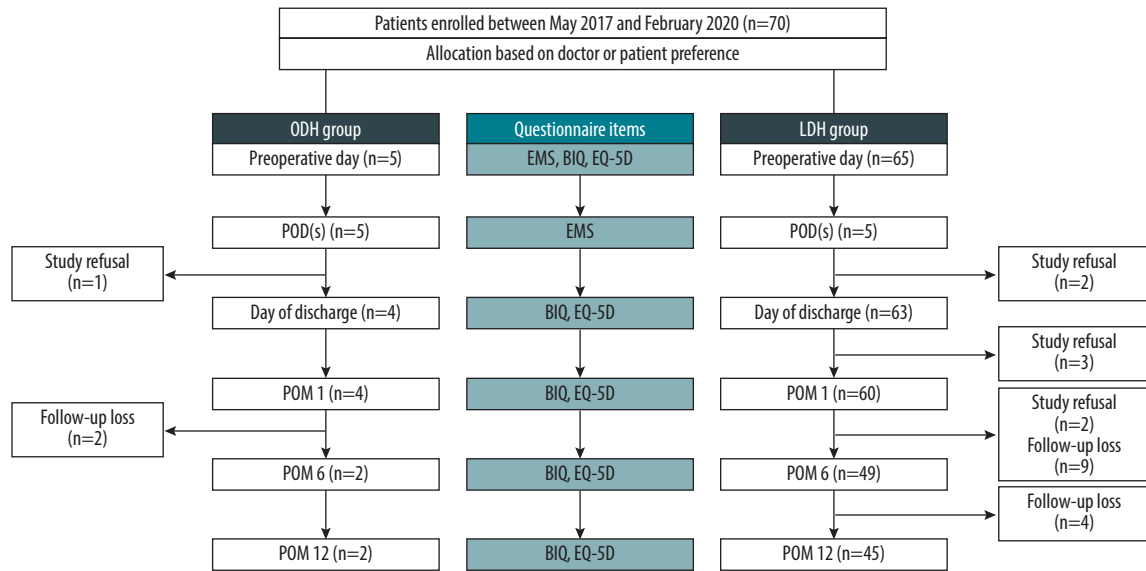 Patients enrolled between May 2017 and February 2020 (n=70)
Allocation based on doctor or patient preference
ODH group
Questionnaire items
LDH group
Preoperative day (n=5)
EMS, BIQ, EQ-5D
Preoperative day (n=65)
POD(s) (n=5)
EMS
POD(s) (n=5)
Study refusal
(n=1)
Study refusal
(n=2)
Day of discharge (n=4)
BIQ, EQ-5D
Day of discharge (n=63)
Study refusal
(n=3)
POM 1 (n=4)
BIQ, EQ-5D
POM 1 (n=60)
Follow-up loss
(n=2)
Study refusal
(n=2)
Follow-up loss
(n=9)
POM 6 (n=2)
BIQ, EQ-5D
POM 6 (n=49)
Follow-up loss
(n=4)
POM 12 (n=2)
BIQ, EQ-5D
POM 12 (n=45)